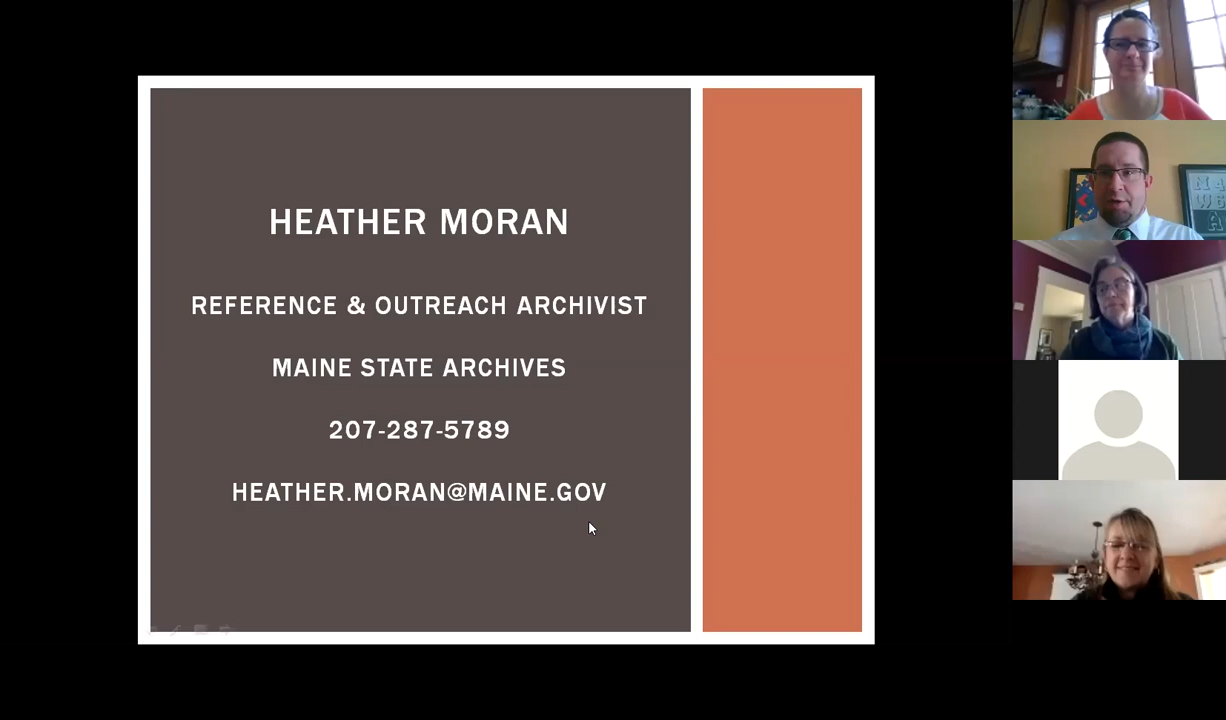 HEATHER MORAN
REFERENCE & OUTREACH ARCHIVIST
MAINE STATE ARCHIVES
207-287-5789
HEATHER.MORAN@MAINE.GOV